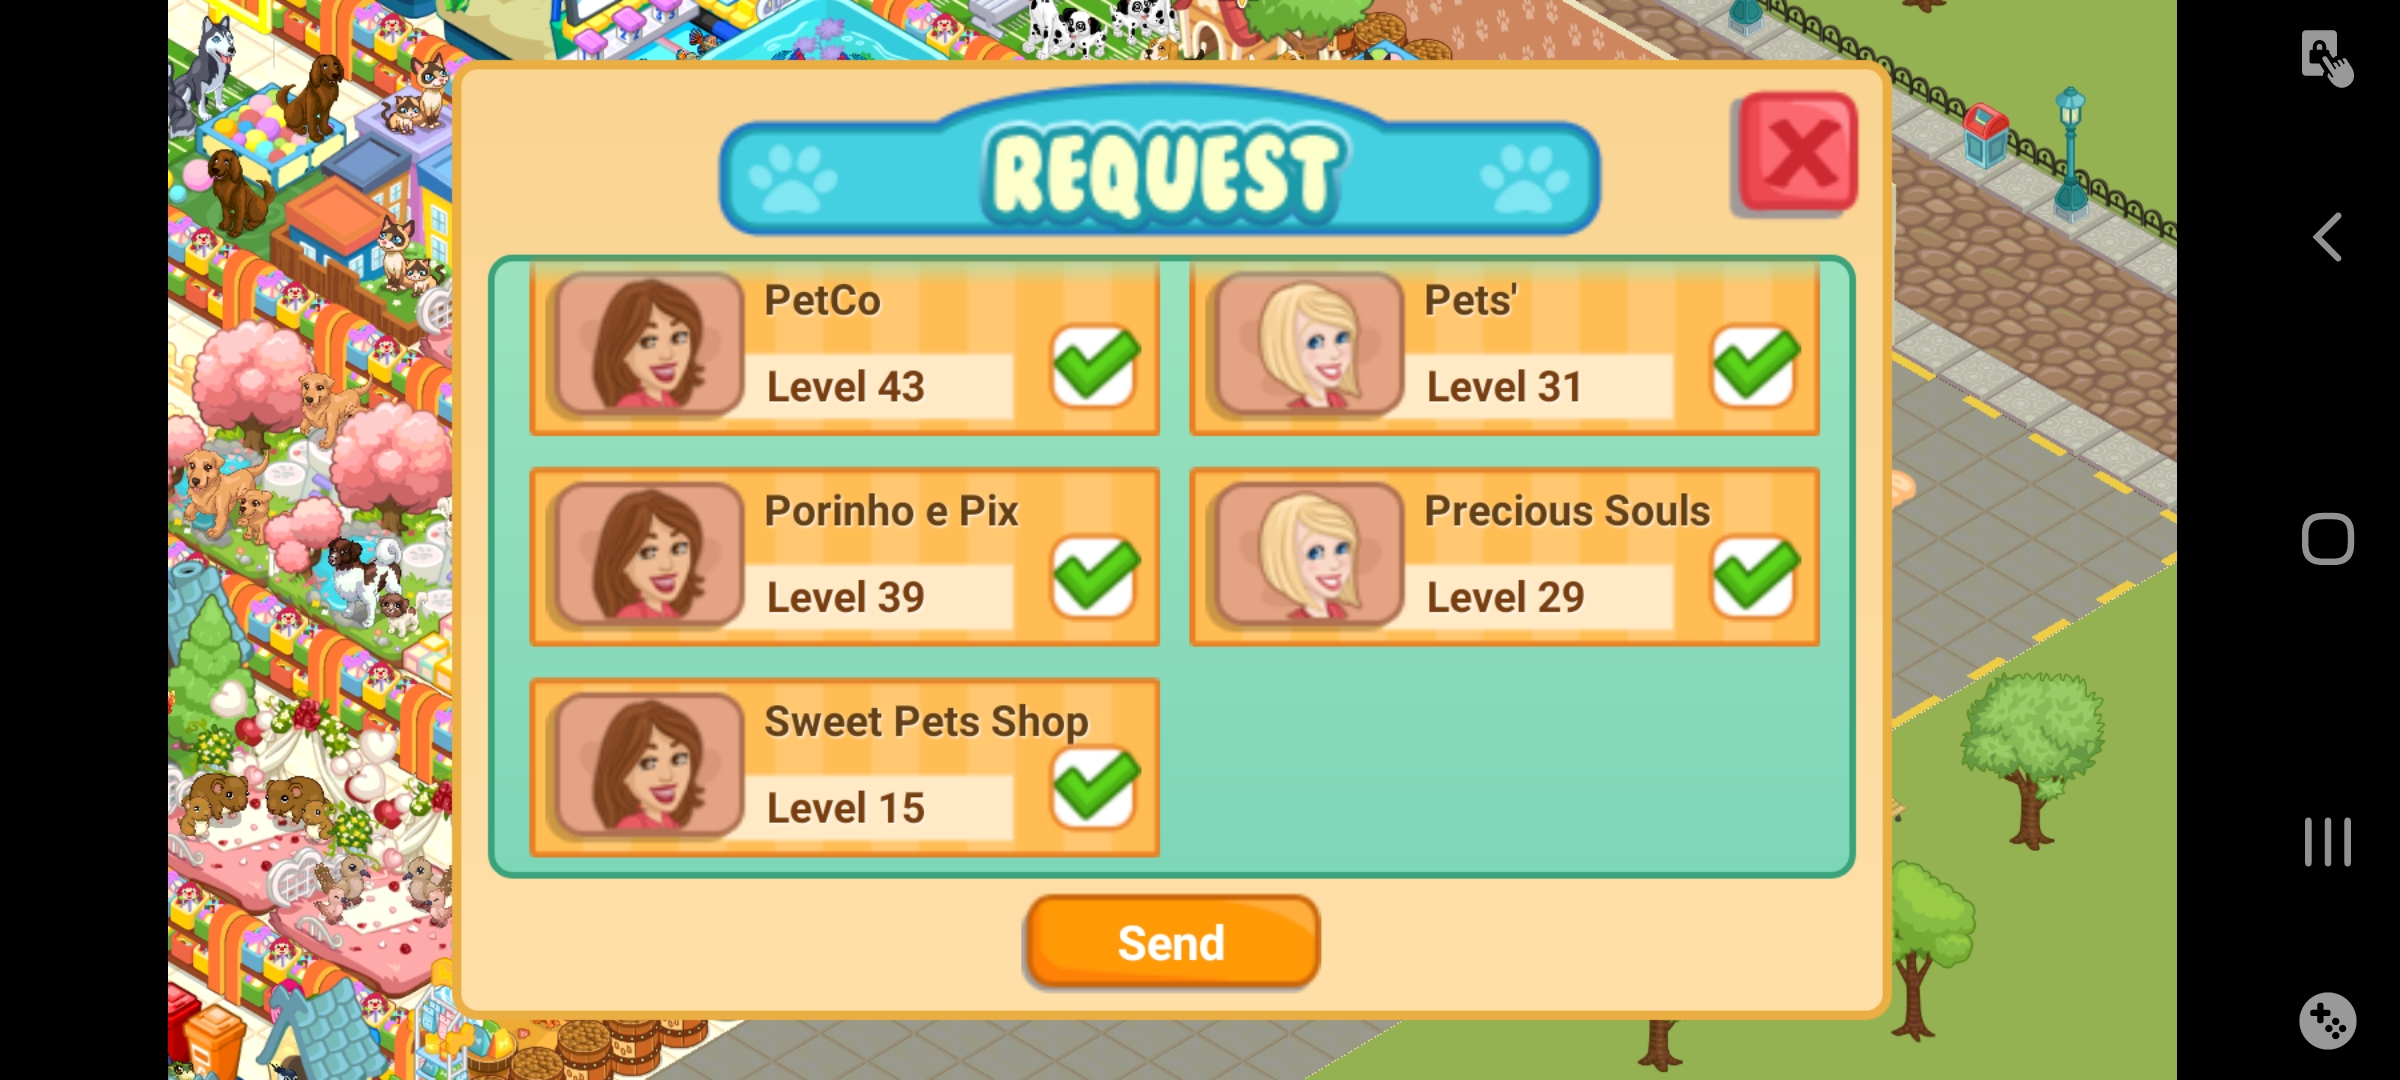 REQUEST
PetCo
Level 43
Pets'
Level 31
Porinho e Pix
Level 39
Precious Souls
Level 29
Sweet Pets Shop
Level 15
Send